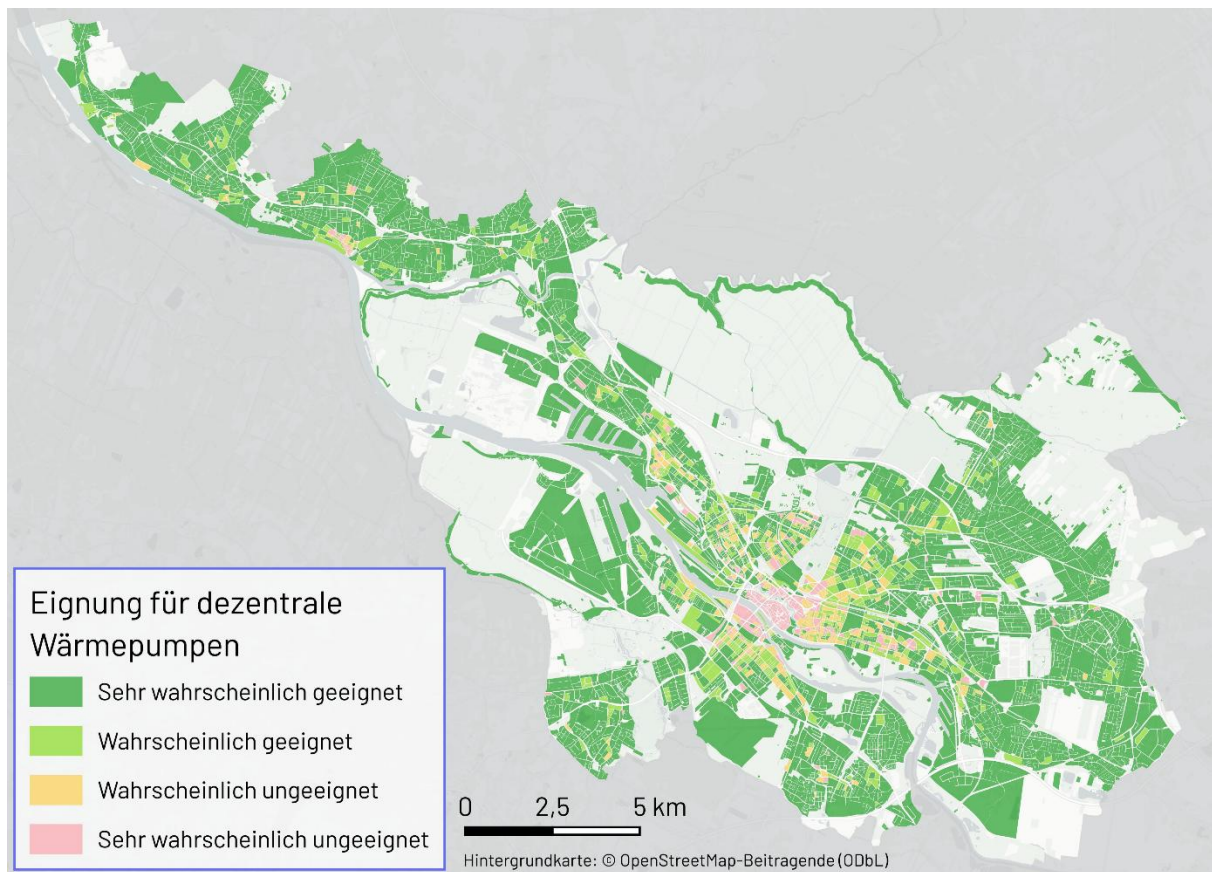 Eignung für dezentrale
Wärmepumpen
Sehr wahrscheinlich geeignet
Wahrscheinlich geeignet
Wahrscheinlich ungeeignet
Sehr wahrscheinlich ungeeignet
0 2,5 5 km
Hintergrundkarte: © OpenStreetMap-Beitragende (ODbL)